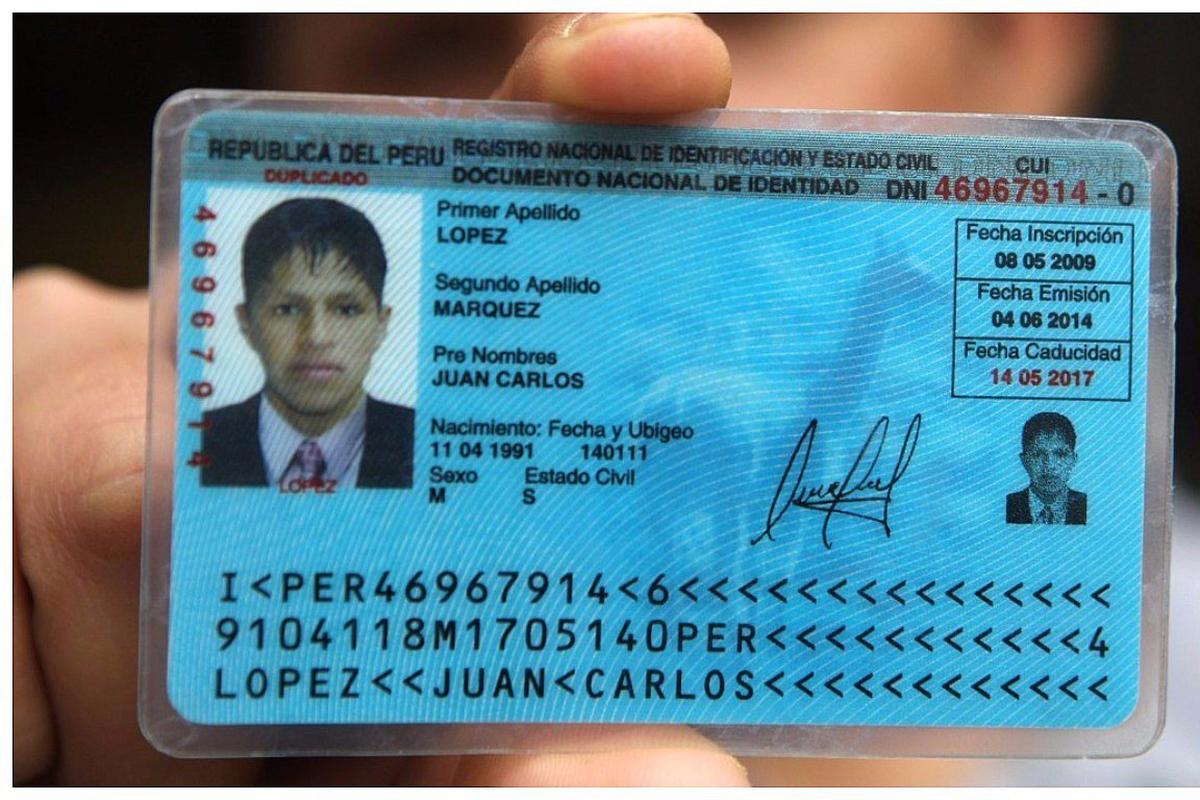 REPUBLICA DEL PERU
DUPLICADO
REGISTRO NACIONAL DE IDENTIFICACION Y ESTADO CIVIL
DOCUMENTO NACIONAL DE IDENTIDAD
CUI
DNI 46967914 - 0
46967914
Primer Apellido
LOPEZ
Segundo Apellido
MARQUEZ
Pre Nombres
JUAN CARLOS
Nacimiento: Fecha y Ubigeo
11 04 1991 140111
Sexo Estado Civil
M S
LOPEZ
Fecha Inscripción
08 05 2009
Fecha Emisión
04 06 2014
Fecha Caducidad
14 05 2017
I<PER46967914<6<<<<<<<<<<<<<<<
9104118M1705140PER<<<<<<<<<<<4
LOPEZ<<JUAN<CARLOS<<<<<<<<<<<<